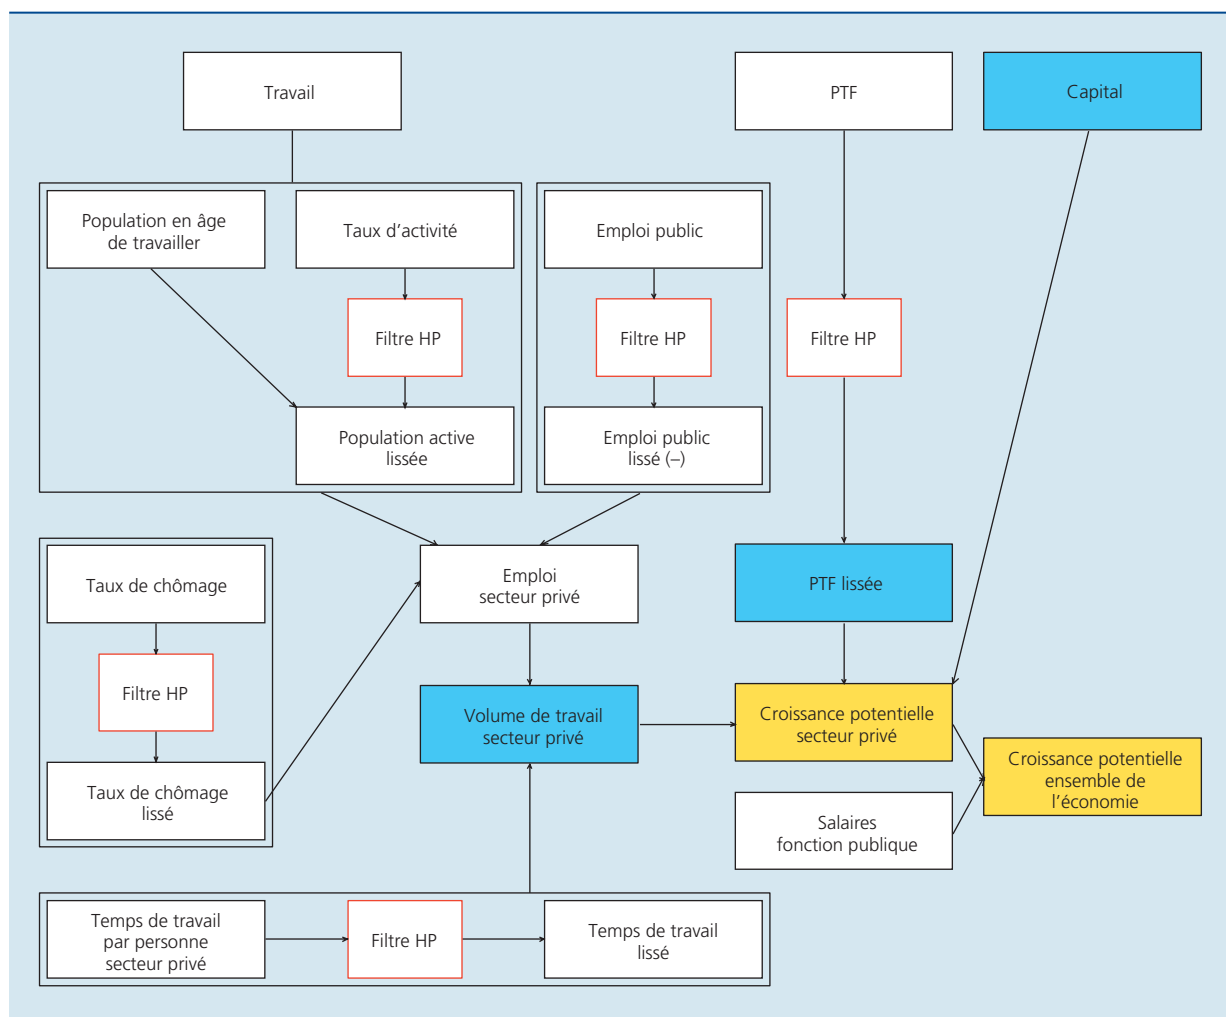 Travail
PTF
Capital
Population en âge
de travailler
Taux d’activité
Emploi public
Filtre HP
Filtre HP
Filtre HP
Population active
lissée
Emploi public
lissé (–)
Taux de chômage
Emploi
secteur privé
PTF lissée
Filtre HP
Volume de travail
secteur privé
Croissance potentielle
secteur privé
Croissance potentielle
ensemble de
l’économie
Taux de chômage
lissé
Salaires
fonction publique
Temps de travail
par personne
secteur privé
Filtre HP
Temps de travail
lissé